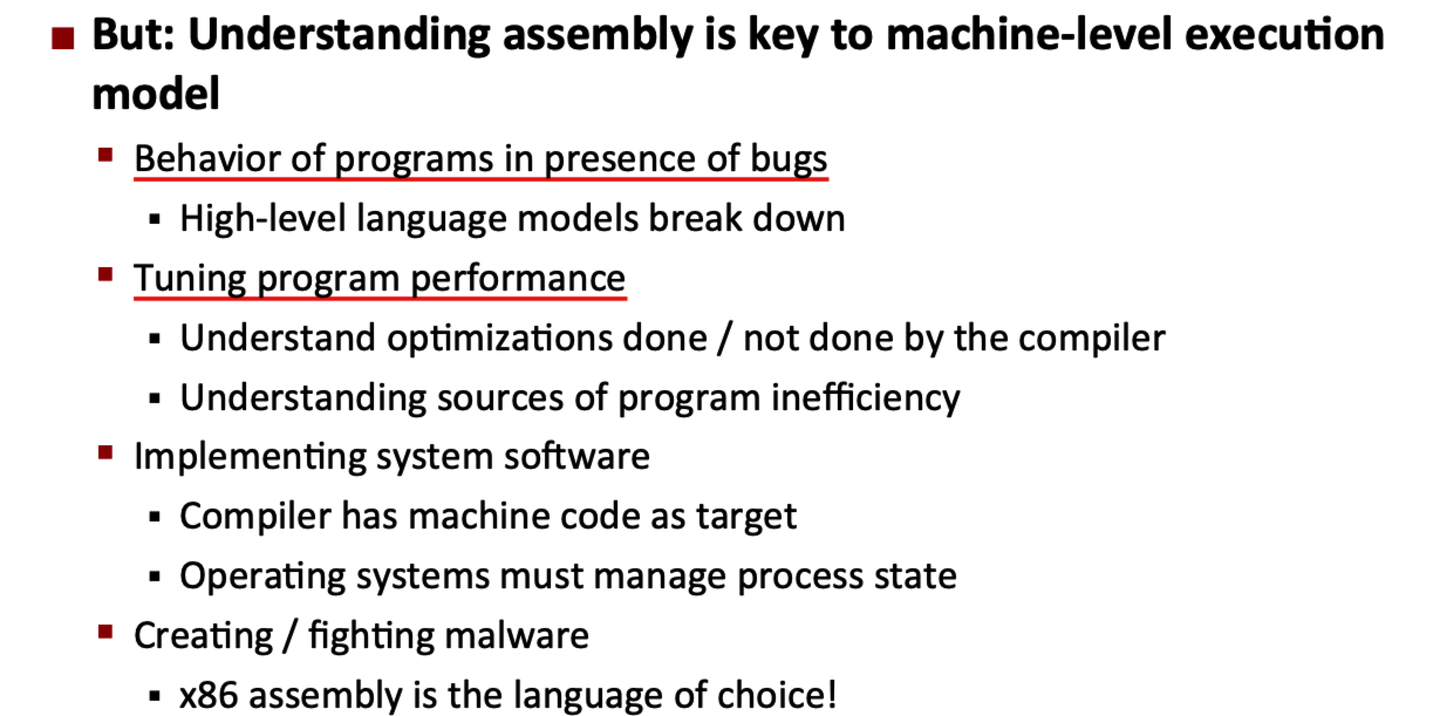 But: Understanding assembly is key to machine-level execution
model
Behavior of programs in presence of bugs
High-level language models break down
Tuning program performance
Understand optimizations done / not done by the compiler
Understanding sources of program inefficiency
Implementing system software
Compiler has machine code as target
Operating systems must manage process state
Creating / fighting malware
x86 assembly is the language of choice!